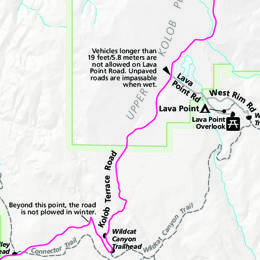 UPPER KOLOB P
Vehicles longer than
19 feet/5.8 meters are
not allowed on Lava
Point Road. Unpaved
roads are impassable
when wet.
Lava
Point Rd
West Rim Rd
Lava Point
Lava Point
Overlook
Kolob Terrace Road
Beyond this point, the road
is not plowed in winter.
Wildcat
Canyon
Trailhead
Wildcat Canyon Trail
Connector Trail
head